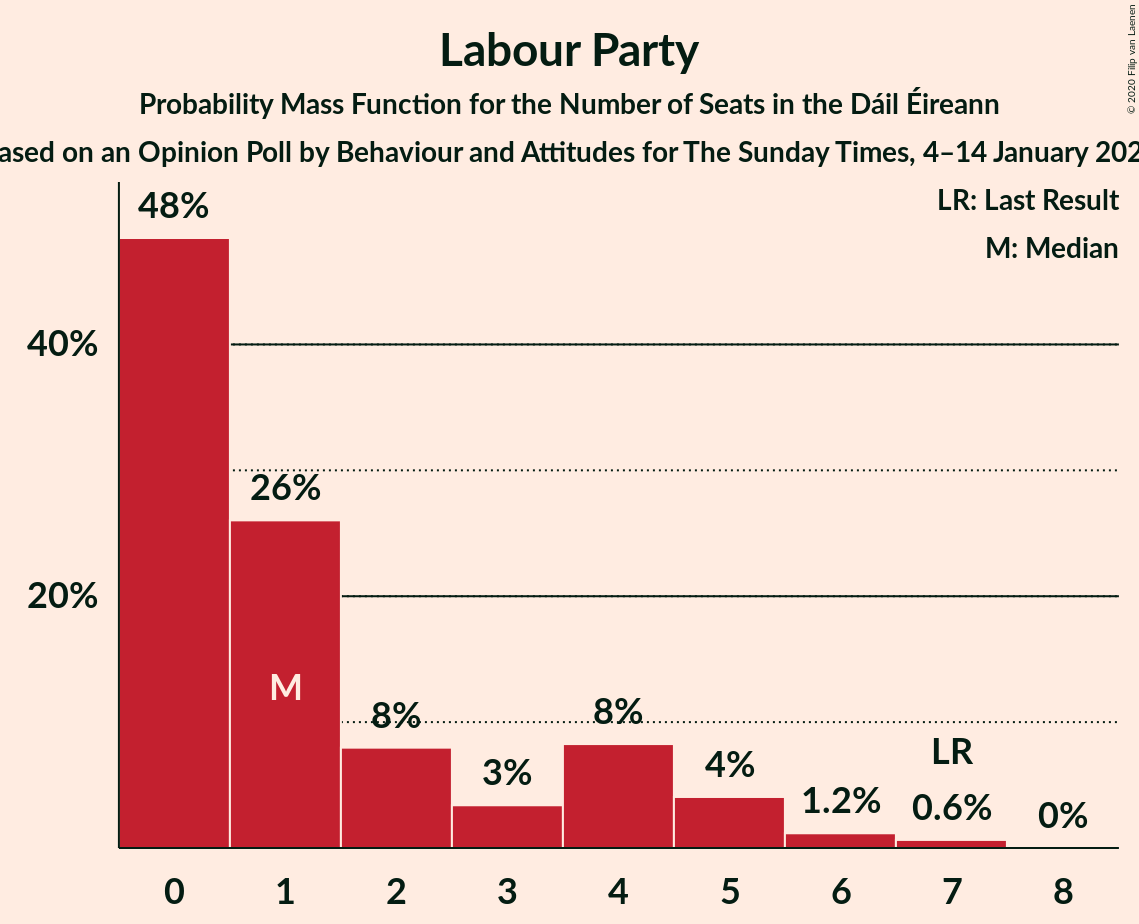 Labour Party
Probability Mass Function for the Number of Seats in the Dáil Éireann
ased on an Opinion Poll by Behaviour and Attitudes for The Sunday Times, 4–14 January 202
© 2020 Filip van Laenen
LR: Last Result
M: Median
48%
40%
26%
20%
M
8%
3%
8%
4%
1.2%
LR
0.6%
0%
0 1 2 3 4 5 6 7 8